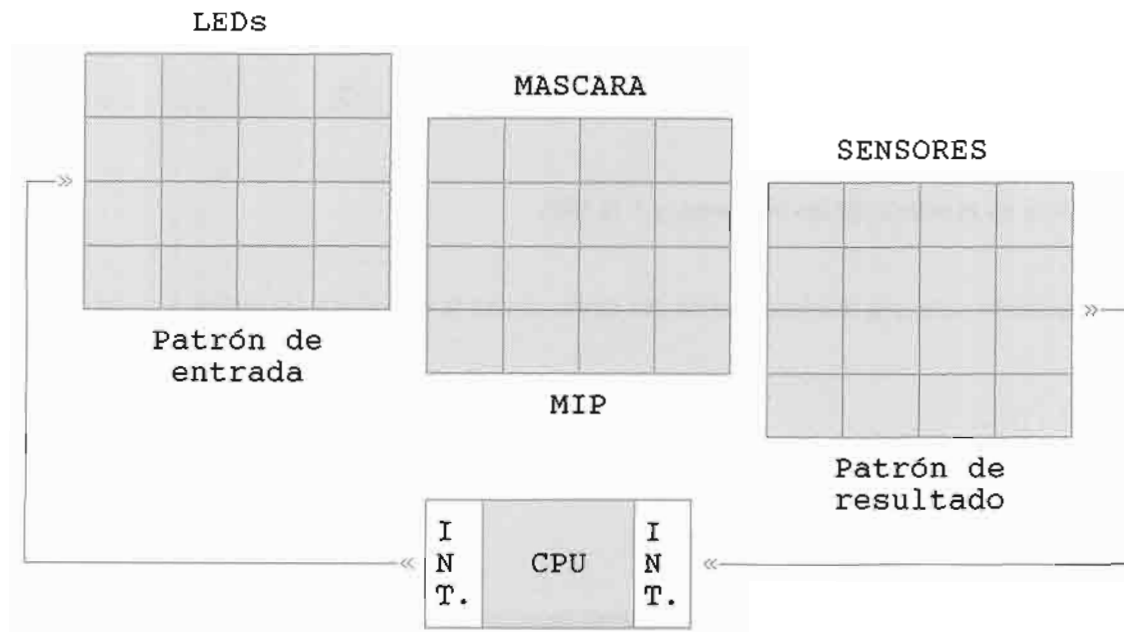 LEDs
MASCARA
SENSORES
Patrón de
entrada
MIP
Patrón de
resultado
I
N
T.
CPU
I
N
T.